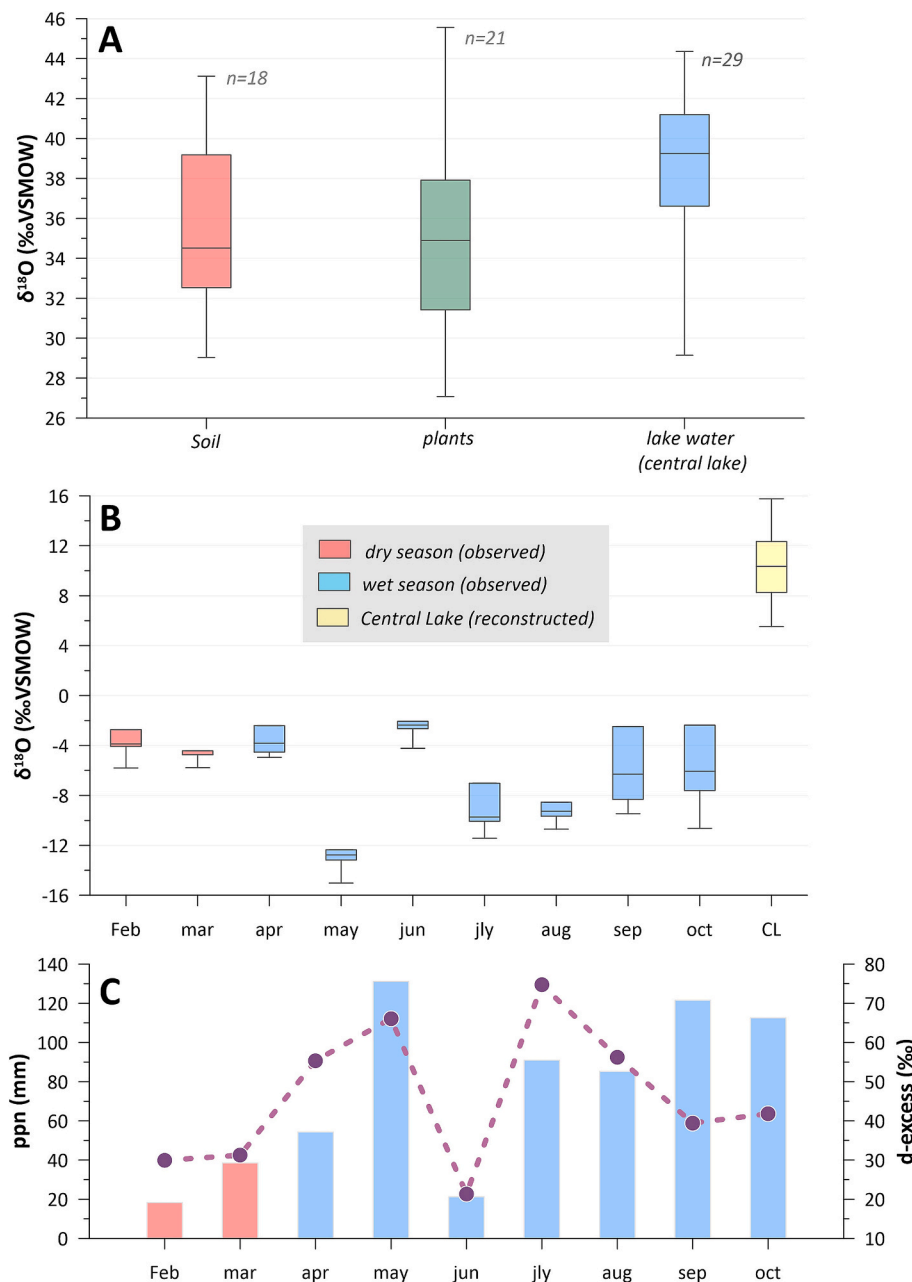 A
46
44
42
40
38
36
34
32
30
28
26
δ¹⁸O (‰VSMOW)
n=18
n=21
n=29
Soil
plants
lake water
(central lake)
B
16
12
8
4
0
-4
-8
-12
-16
δ¹⁸O (‰VSMOW)
dry season (observed)
wet season (observed)
Central Lake (reconstructed)
Feb mar apr may jun jly aug sep oct CL
C
140
120
100
80
60
40
20
0
ppn (mm)
80
70
60
50
40
30
20
10
d-excess (‰)
Feb mar apr may jun jly aug sep oct